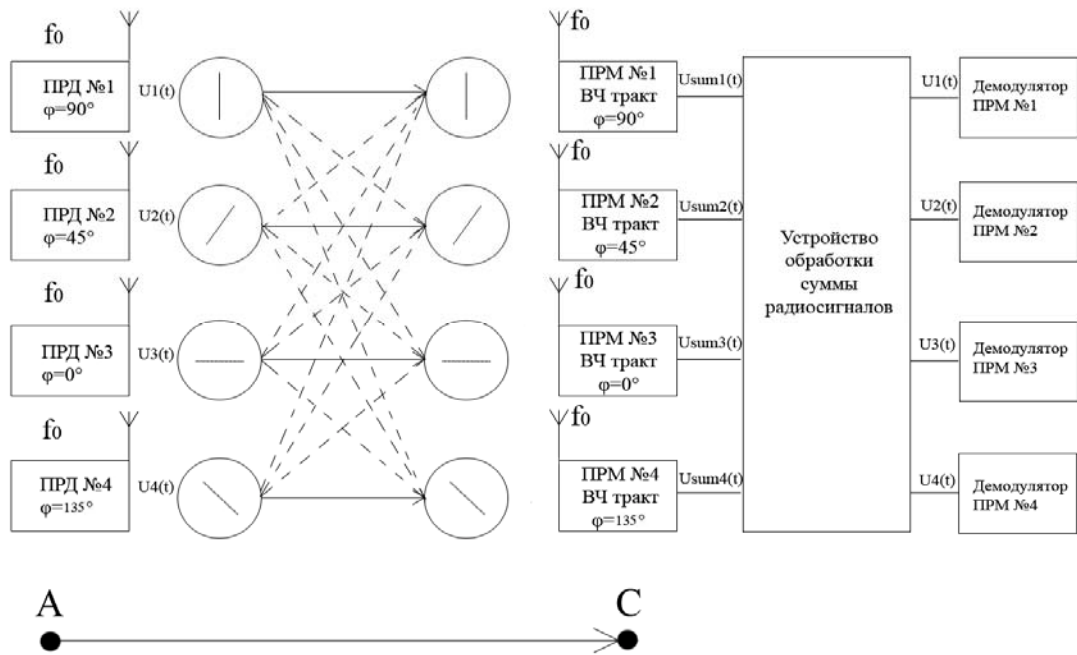 f₀
ПРД №1
φ=90°
U1(t)
f₀
ПРД №2
φ=45°
U2(t)
f₀
ПРД №3
φ=0°
U3(t)
f₀
ПРД №4
φ=135°
U4(t)
f₀
ПРМ №1
ВЧ тракт
φ=90°
Usum1(t)
f₀
ПРМ №2
ВЧ тракт
φ=45°
Usum2(t)
f₀
ПРМ №3
ВЧ тракт
φ=0°
Usum3(t)
f₀
ПРМ №4
ВЧ тракт
φ=135°
Usum4(t)
Устройство
обработки
суммы
радиосигналов
U1(t)
Демодулятор
ПРМ №1
U2(t)
Демодулятор
ПРМ №2
U3(t)
Демодулятор
ПРМ №3
U4(t)
Демодулятор
ПРМ №4
A
C